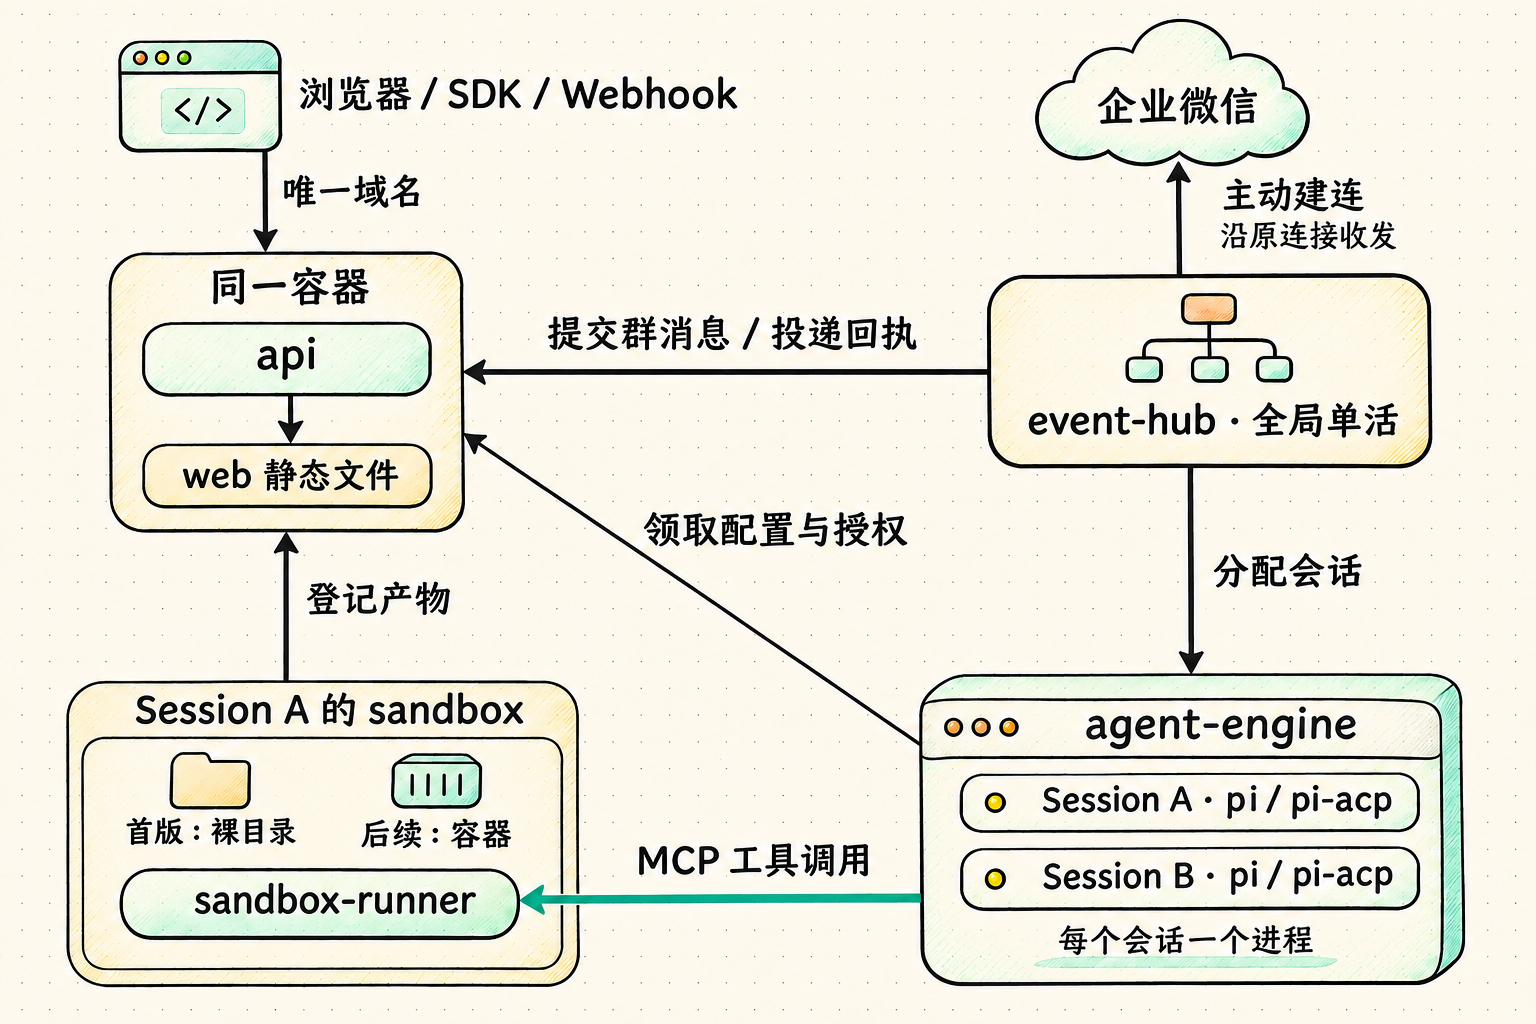 </>
浏览器 / SDK / Webhook
企业微信
唯一域名
主动建连
沿原连接收发
同一容器
api
web 静态文件
提交群消息 / 投递回执
event-hub · 全局单活
领取配置与授权
分配会话
登记产物
Session A 的 sandbox
首版：裸目录
后续：容器
sandbox-runner
MCP 工具调用
agent-engine
Session A · pi / pi-acp
Session B · pi / pi-acp
每个会话一个进程